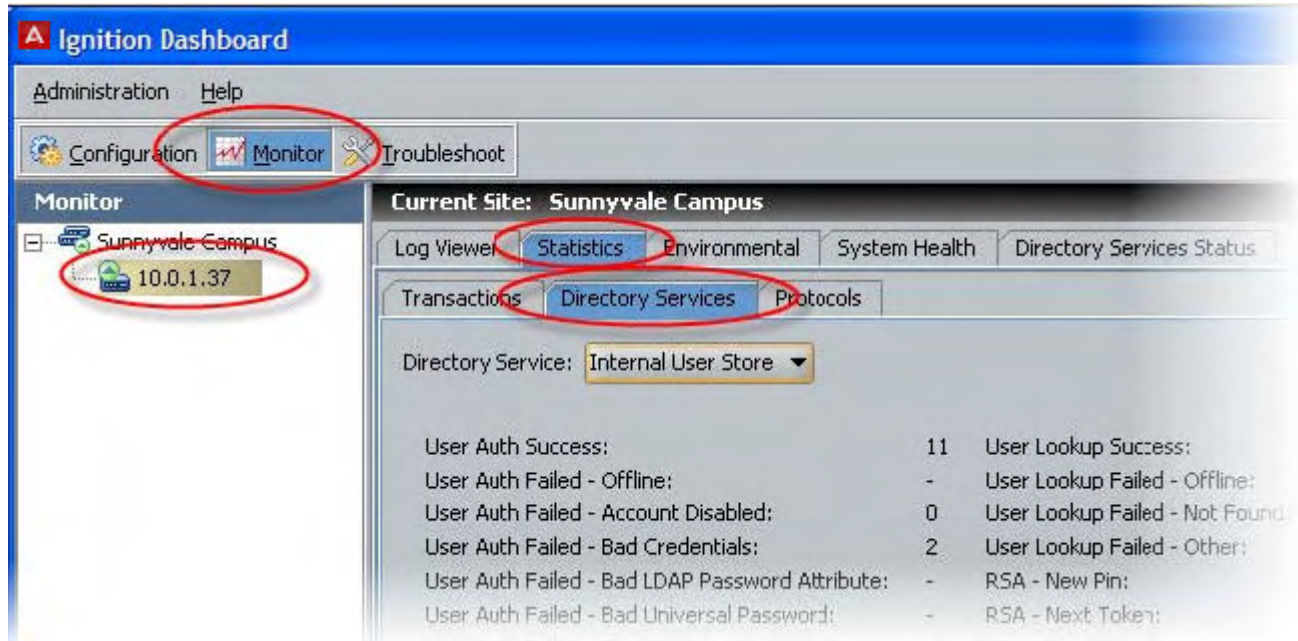 Ignition Dashboard
Administration Help
Configuration Monitor Troubleshoot
Monitor
Current Site: Sunnyvale Campus
Sunnyvale Campus
10.0.1.37
Log Viewer Statistics Environmental System Health Directory Services Status
Transactions Directory Services Protocols
Directory Service: Internal User Store
User Auth Success: 11 User Lookup Success:
User Auth Failed - Offline: - User Lookup Failed - Offline:
User Auth Failed - Account Disabled: 0 User Lookup Failed - Not Found
User Auth Failed - Bad Credentials: 2 User Lookup Failed - Other:
User Auth Failed - Bad LDAP Password Attribute: - RSA - New Pin:
User Auth Failed - Bad Universal Password: - RSA - Next Token: